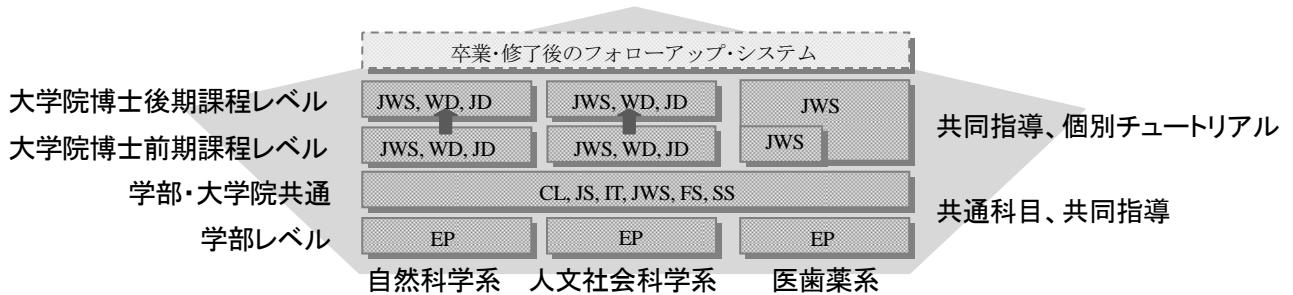 卒業・修了後のフォローアップ・システム
大学院博士後期課程レベル
JWS, WD, JD
JWS, WD, JD
JWS
大学院博士前期課程レベル
JWS, WD, JD
JWS, WD, JD
JWS
共同指導、個別チュートリアル
学部・大学院共通
CL, JS, IT, JWS, FS, SS
共通科目、共同指導
学部レベル
EP
EP
EP
自然科学系
人文社会科学系
医歯薬系